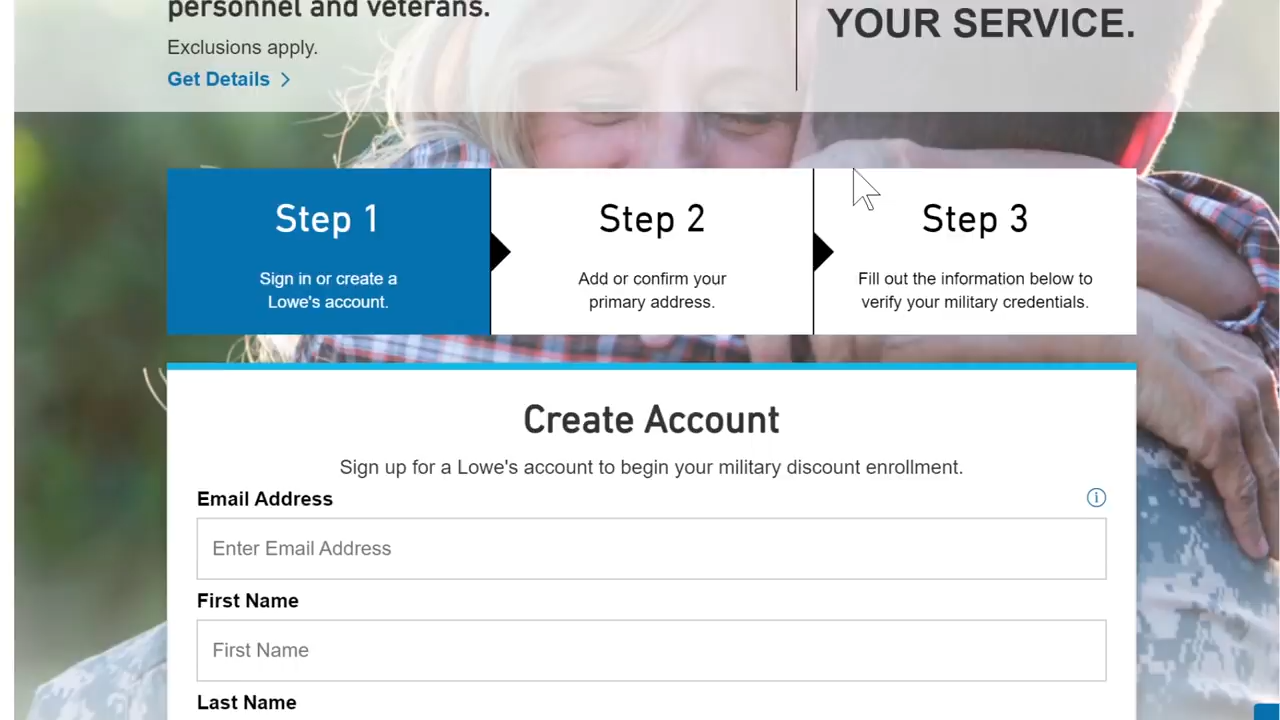 personnel and veterans.
Exclusions apply.
Get Details
YOUR SERVICE.
Step 1
Sign in or create a
Lowe's account.
Step 2
Add or confirm your
primary address.
Step 3
Fill out the information below to
verify your military credentials.
Create Account
Sign up for a Lowe's account to begin your military discount enrollment.
Email Address
Enter Email Address
First Name
First Name
Last Name